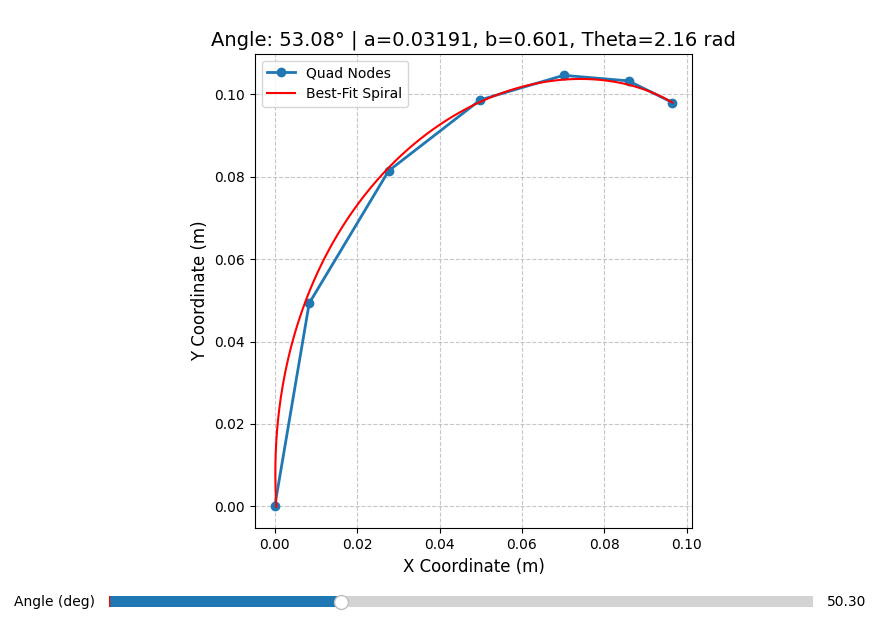 Angle: 53.08° | a=0.03191, b=0.601, Theta=2.16 rad
Quad Nodes
Best-Fit Spiral
Y Coordinate (m)
0.10
0.08
0.06
0.04
0.02
0.00
0.00 0.02 0.04 0.06 0.08 0.10
X Coordinate (m)
Angle (deg) 50.30